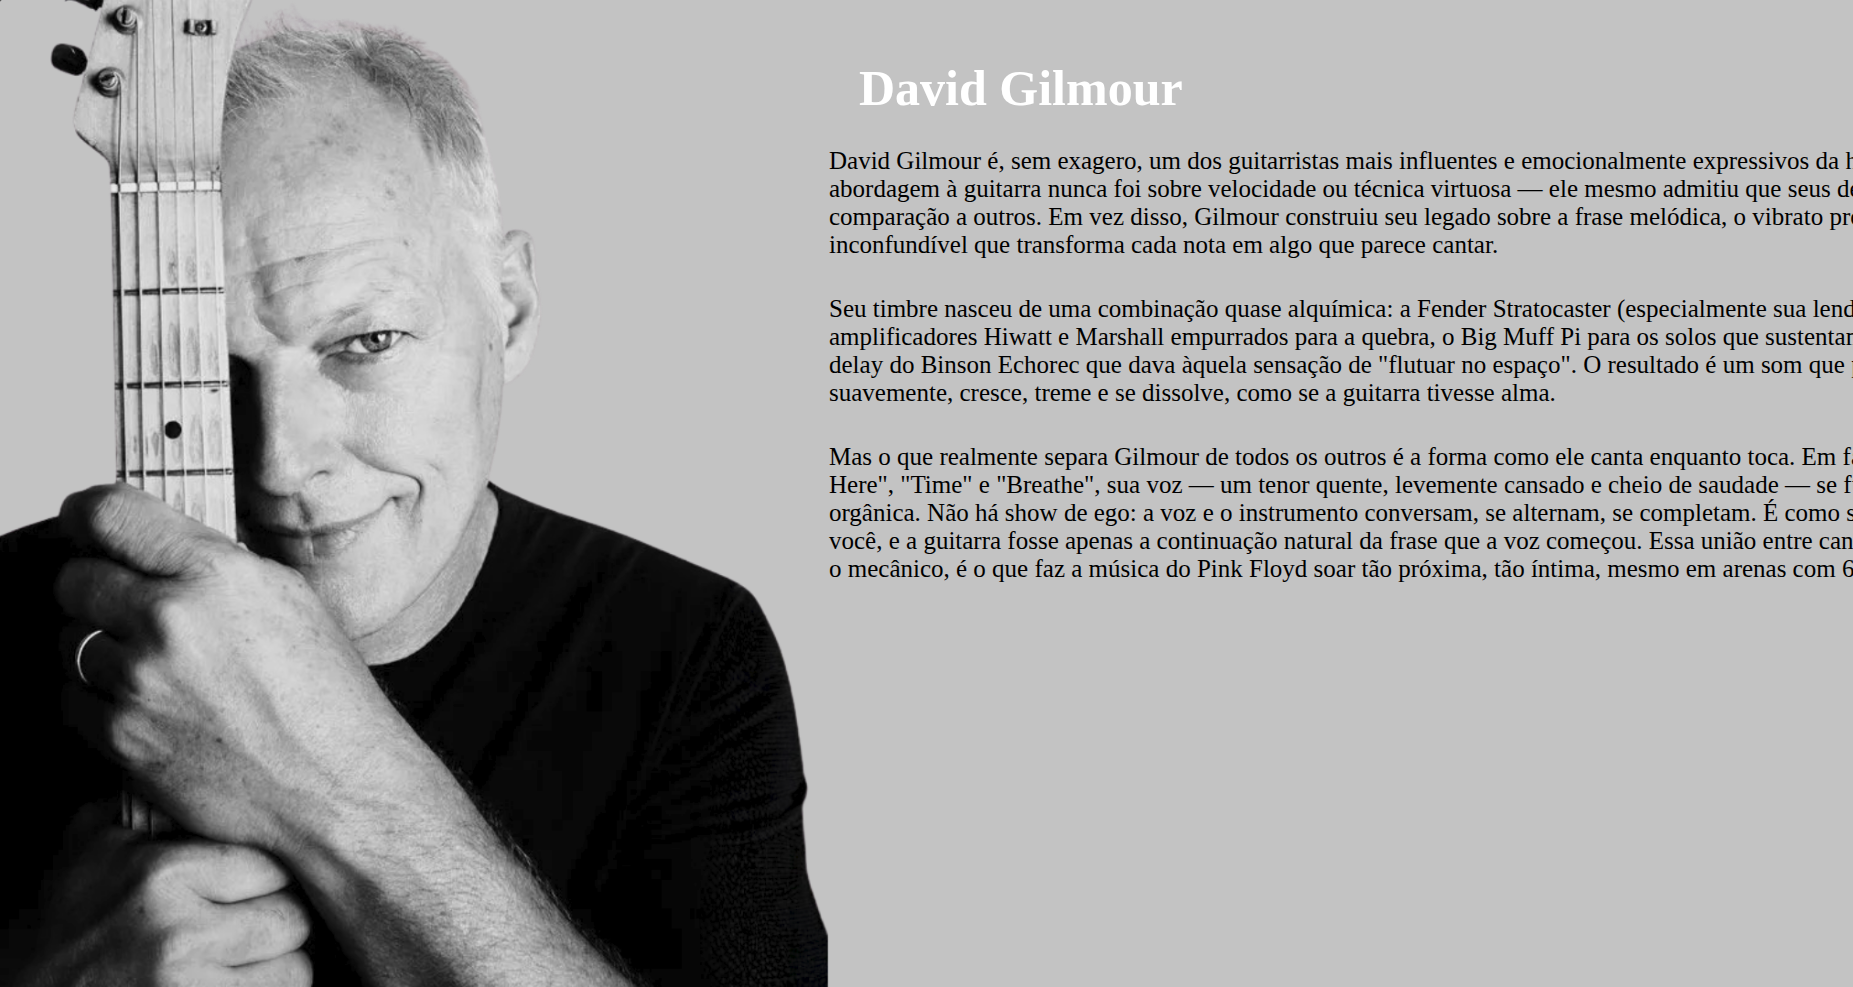 David Gilmour
David Gilmour é, sem exagero, um dos guitarristas mais influentes e emocionalmente expressivos da
abordagem à guitarra nunca foi sobre velocidade ou técnica virtuosa — ele mesmo admitiu que seus
comparação a outros. Em vez disso, Gilmour construiu seu legado sobre a frase melódica, o vibrato
inconfundível que transforma cada nota em algo que parece cantar.
Seu timbre nasceu de uma combinação quase alquímica: a Fender Stratocaster (especialmente sua
amplificadores Hiwatt e Marshall empurrados para a quebra, o Big Muff Pi para os solos que
delay do Binson Echorec que dava àquela sensação de "flutuar no espaço". O resultado é um som que
suavemente, cresce, treme e se dissolve, como se a guitarra tivesse alma.
Mas o que realmente separa Gilmour de todos os outros é a forma como ele canta enquanto toca. Em
Here", "Time" e "Breathe", sua voz — um tenor quente, levemente cansado e cheio de saudade — se
orgânica. Não há show de ego: a voz e o instrumento conversam, se alternam, se completam. É como
você, e a guitarra fosse apenas a continuação natural da frase que a voz começou. Essa união entre
o mecânico, é o que faz a música do Pink Floyd soar tão próxima, tão íntima, mesmo em arenas com